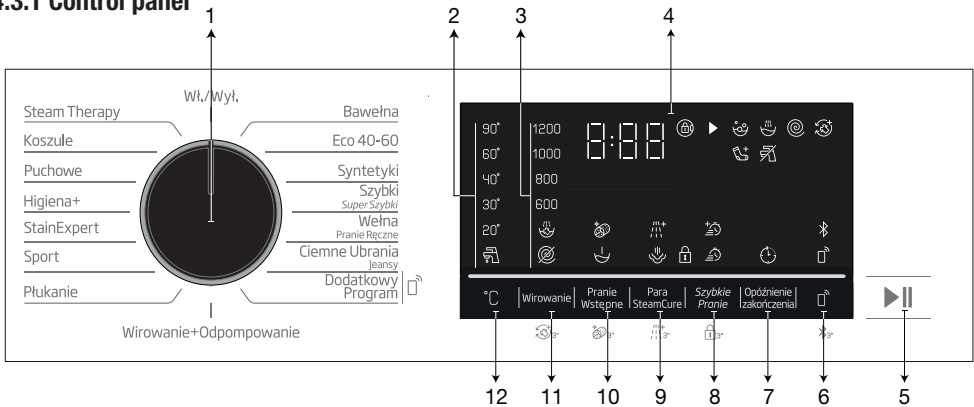 4.3.1 Control panel
1
2
3
4
Wł./Wył.
Steam Therapy
Koszule
Puchowe
Higiena+
StainExpert
Sport
Płukanie
Wirowanie+Odpompowanie
Bawełna
Eco 40-60
Syntetyki
Szybki
Super Szybki
Wełna
Pranie Ręczne
Ciemne Ubrania
Jeansy
Dodatkowy
Program
90° 1200 8:88
60° 1000
40° 800
30° 600
20°
°C
Wirowanie
Pranie
Wstępne
Para
SteamCure
Szybkie
Pranie
Opóźnienie
zakończenia
3" 3" 3" 3" 3"
12 11 10 9 8 7 6 5